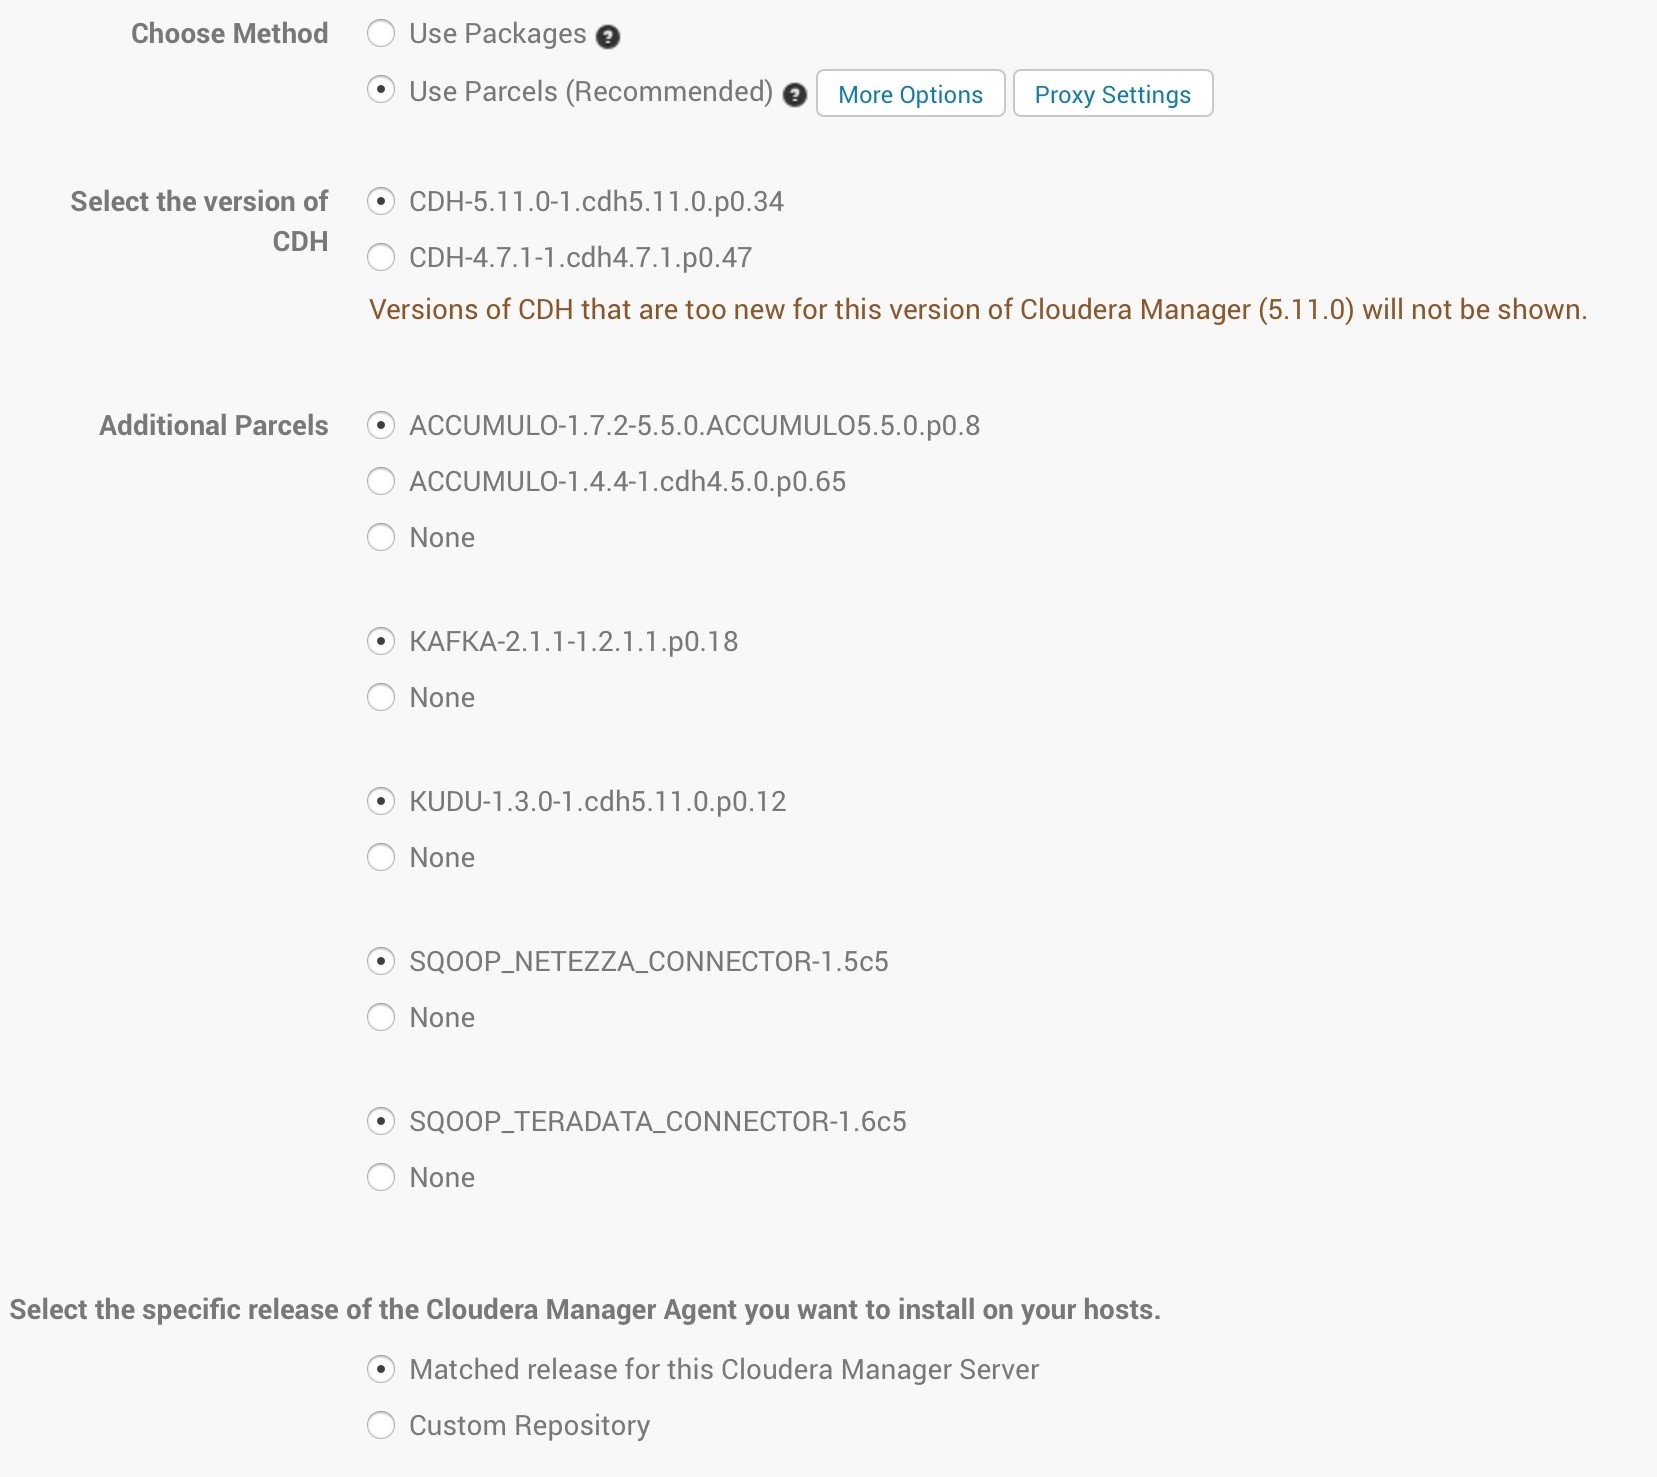 Choose Method
Use Packages ?
Use Parcels (Recommended) ? More Options Proxy Settings
Select the version of
CDH
CDH-5.11.0-1.cdh5.11.0.p0.34
CDH-4.7.1-1.cdh4.7.1.p0.47
Versions of CDH that are too new for this version of Cloudera Manager (5.11.0) will not be shown.
Additional Parcels
ACCUMULO-1.7.2-5.5.0.ACCUMULO5.5.0.p0.8
ACCUMULO-1.4.4-1.cdh4.5.0.p0.65
None
KAFKA-2.1.1-1.2.1.1.p0.18
None
KUDU-1.3.0-1.cdh5.11.0.p0.12
None
SQOOP_NETEZZA_CONNECTOR-1.5c5
None
SQOOP_TERADATA_CONNECTOR-1.6c5
None
Select the specific release of the Cloudera Manager Agent you want to install on your hosts.
Matched release for this Cloudera Manager Server
Custom Repository